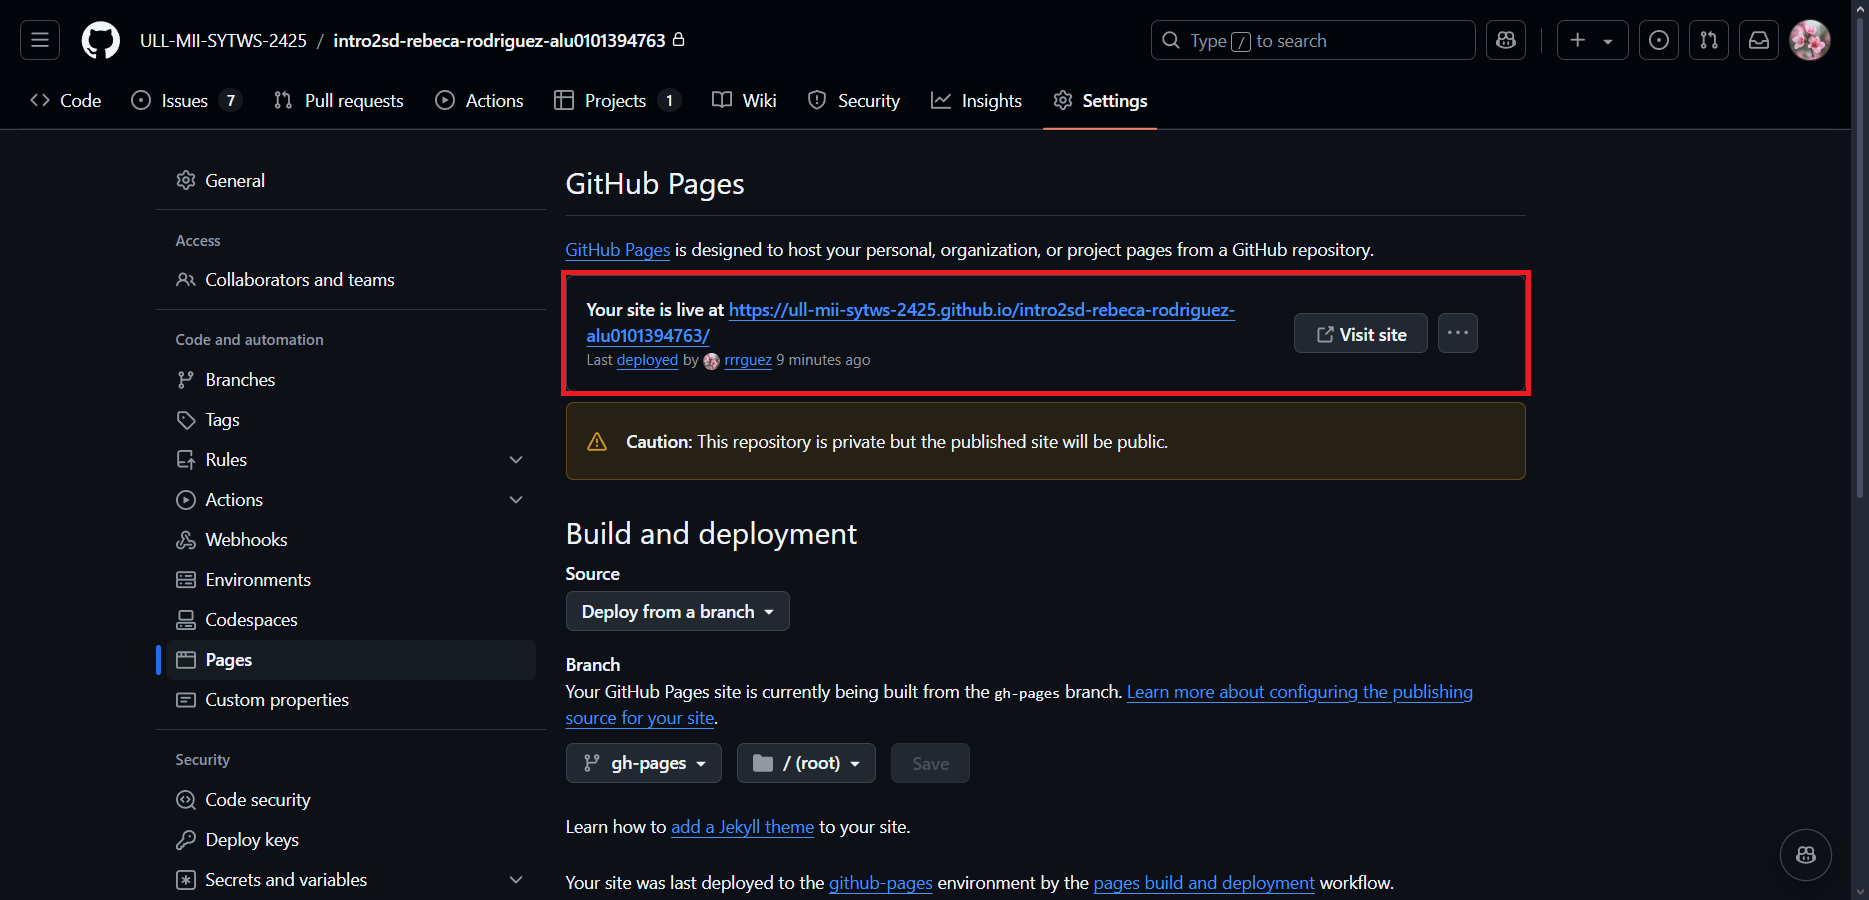 ULL-MII-SYTWS-2425 / intro2sd-rebeca-rodriguez-alu0101394763
Type / to search
Code
Issues 7
Pull requests
Actions
Projects 1
Wiki
Security
Insights
Settings
General
Access
Collaborators and teams
Code and automation
Branches
Tags
Rules
Actions
Webhooks
Environments
Codespaces
Pages
Custom properties
Security
Code security
Deploy keys
Secrets and variables
GitHub Pages
GitHub Pages is designed to host your personal, organization, or project pages from a GitHub repository.
Your site is live at https://ull-mii-sytws-2425.github.io/intro2sd-rebeca-rodriguez-
alu0101394763/
Last deployed by rrrguez 9 minutes ago
Visit site
Caution: This repository is private but the published site will be public.
Build and deployment
Source
Deploy from a branch
Branch
Your GitHub Pages site is currently being built from the gh-pages branch. Learn more about configuring the publishing
source for your site.
gh-pages
/ (root)
Save
Learn how to add a Jekyll theme to your site.
Your site was last deployed to the github-pages environment by the pages build and deployment workflow.